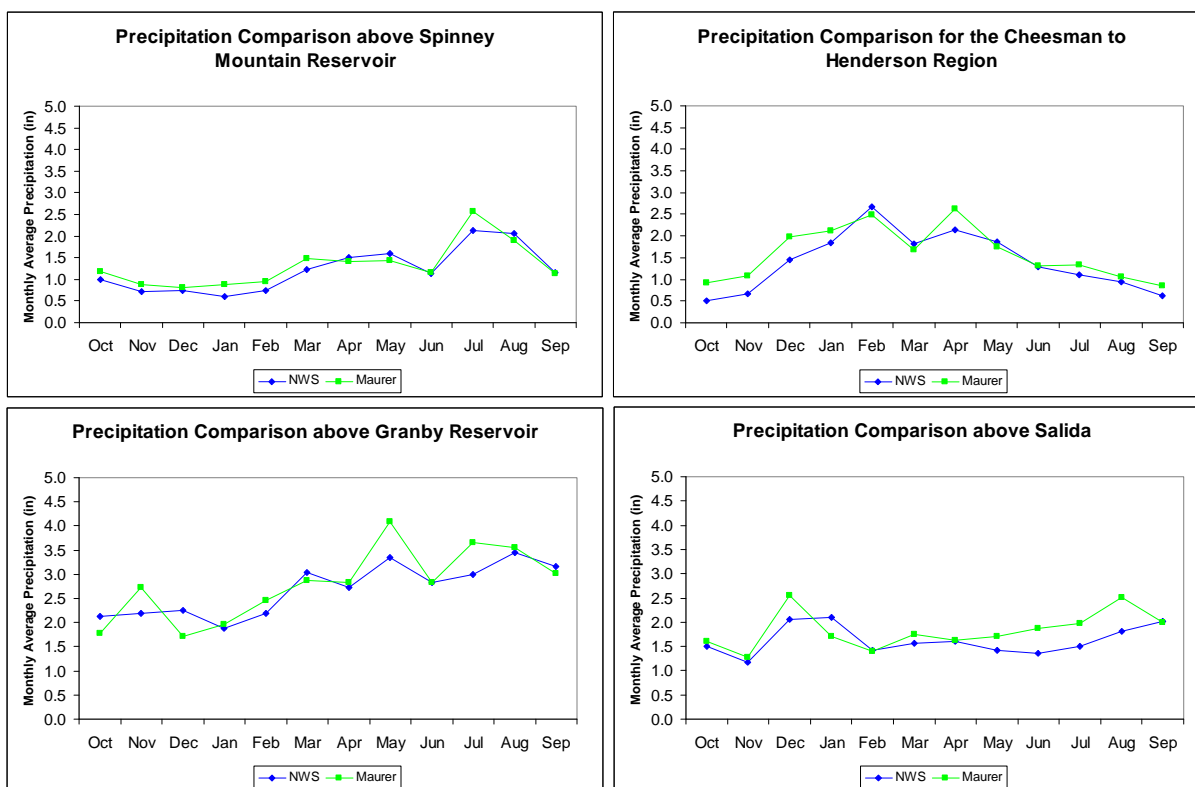 Precipitation Comparison above Spinney
Mountain Reservoir
Monthly Average Precipitation (in)
5.0
4.5
4.0
3.5
3.0
2.5
2.0
1.5
1.0
0.5
0.0
Oct Nov Dec Jan Feb Mar Apr May Jun Jul Aug Sep
NWS Maurer
Precipitation Comparison for the Cheesman to
Henderson Region
Monthly Average Precipitation (in)
5.0
4.5
4.0
3.5
3.0
2.5
2.0
1.5
1.0
0.5
0.0
Oct Nov Dec Jan Feb Mar Apr May Jun Jul Aug Sep
NWS Maurer
Precipitation Comparison above Granby Reservoir
Monthly Average Precipitation (in)
5.0
4.5
4.0
3.5
3.0
2.5
2.0
1.5
1.0
0.5
0.0
Oct Nov Dec Jan Feb Mar Apr May Jun Jul Aug Sep
NWS Maurer
Precipitation Comparison above Salida
Monthly Average Precipitation (in)
5.0
4.5
4.0
3.5
3.0
2.5
2.0
1.5
1.0
0.5
0.0
Oct Nov Dec Jan Feb Mar Apr May Jun Jul Aug Sep
NWS Maurer